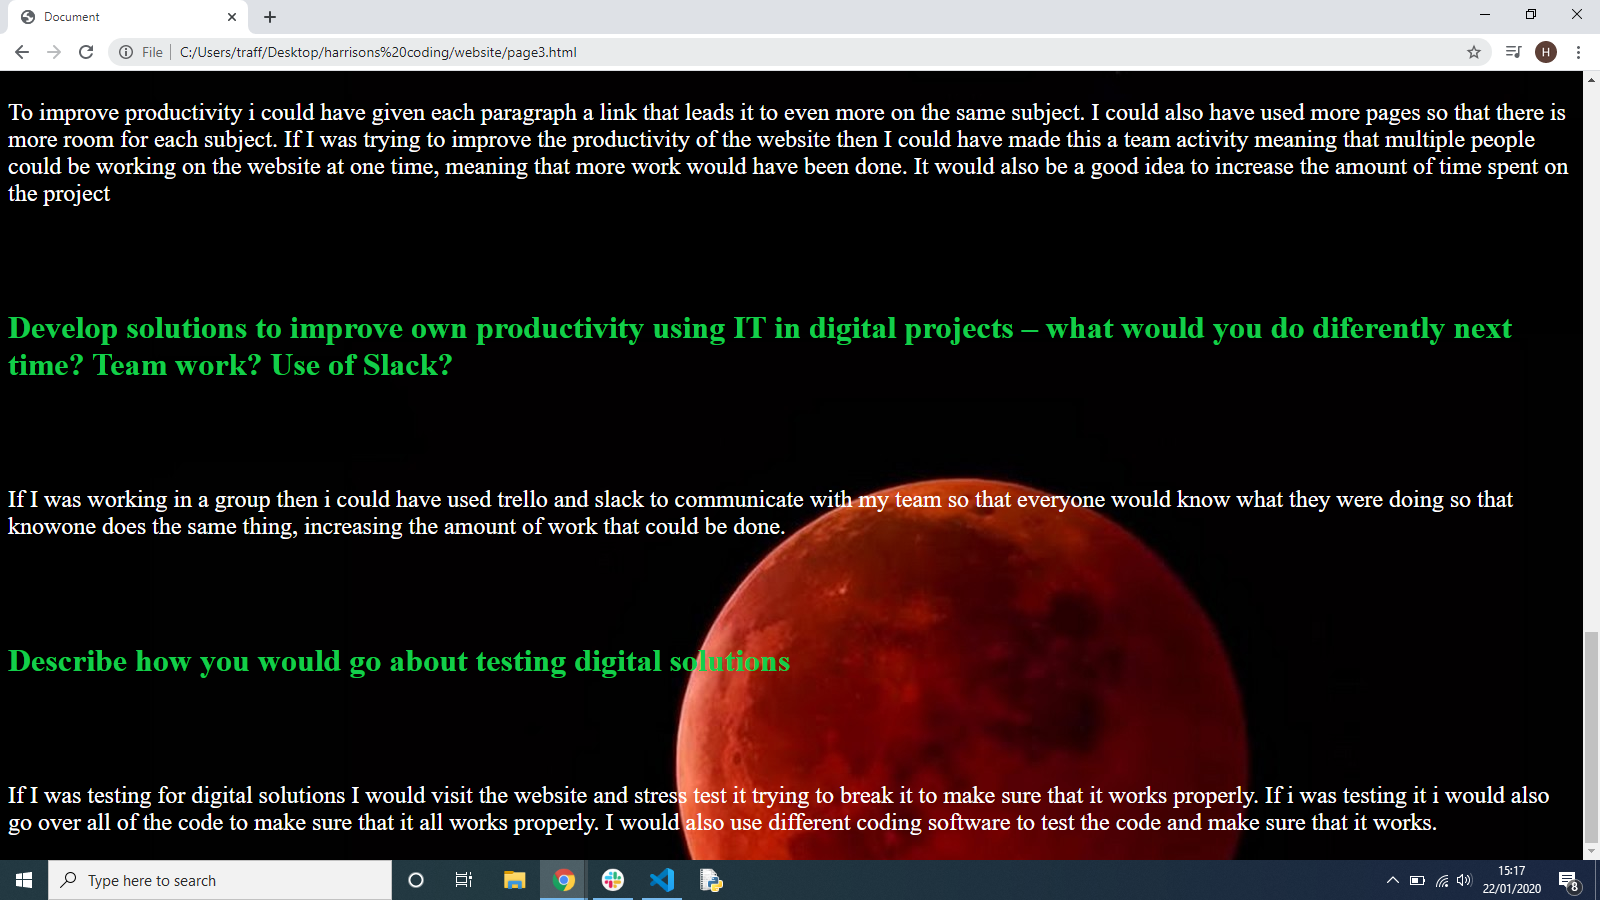 Document
File
C:/Users/traff/Desktop/harrisons%20coding/website/page3.html
H
To improve productivity i could have given each paragraph a link that leads it to even more on the same subject. I could also have used more pages so that there is
more room for each subject. If I was trying to improve the productivity of the website then I could have made this a team activity meaning that multiple people
could be working on the website at one time, meaning that more work would have been done. It would also be a good idea to increase the amount of time spent on
the project
Develop solutions to improve own productivity using IT in digital projects – what would you do diferently next
time? Team work? Use of Slack?
If I was working in a group then i could have used trello and slack to communicate with my team so that everyone would know what they were doing so that
knowone does the same thing, increasing the amount of work that could be done.
Describe how you would go about testing digital solutions
If I was testing for digital solutions I would visit the website and stress test it trying to break it to make sure that it works properly. If i was testing it i would also
go over all of the code to make sure that it all works properly. I would also use different coding software to test the code and make sure that it works.
Type here to search
15:17
22/01/2020
8